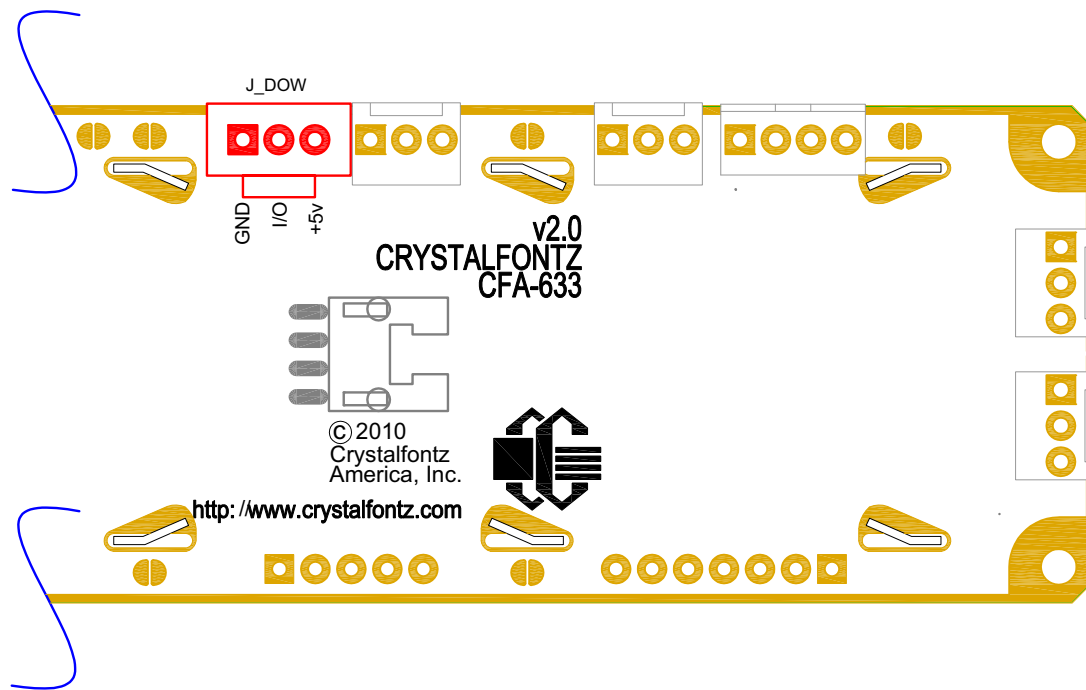 J_DOW
GND
I/O
+5v
v2.0
CRYSTALFONTZ
CFA-633
© 2010
Crystalfontz
America, Inc.
http://www.crystalfontz.com